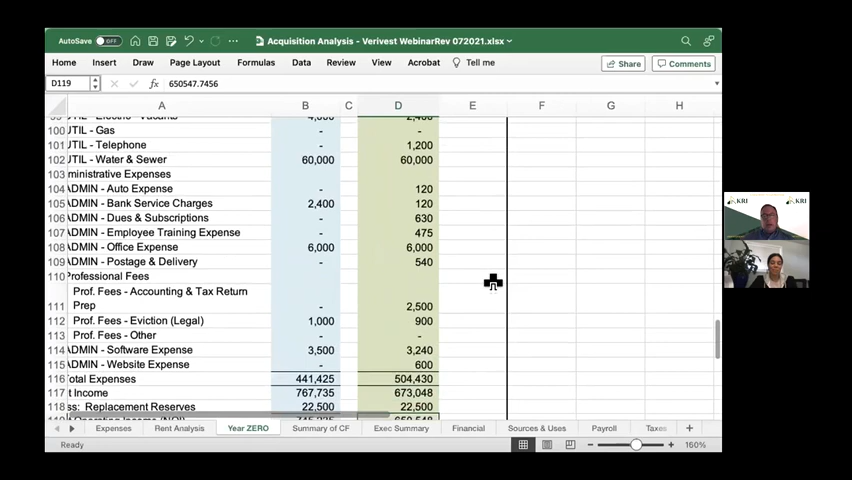 AutoSave OFF Acquisition Analysis - Verivest WebinarRev 072021.xlsx
Home Insert Draw Page Layout Formulas Data Review View Acrobat Tell me Share Comments
D119 fx 650547.7456
A B C D E F G H
UTIL - Electric - Vacants
100 UTIL - Gas - -
101 UTIL - Telephone - 1,200
102 UTIL - Water & Sewer 60,000 60,000
103 ministrative Expenses
104 ADMIN - Auto Expense - 120
105 ADMIN - Bank Service Charges 2,400 120
106 ADMIN - Dues & Subscriptions - 630
107 ADMIN - Employee Training Expense - 475
108 ADMIN - Office Expense 6,000 6,000
109 ADMIN - Postage & Delivery - 540
110 Professional Fees
Prof. Fees - Accounting & Tax Return
111 Prep - 2,500
112 Prof. Fees - Eviction (Legal) 1,000 900
113 Prof. Fees - Other - -
114 ADMIN - Software Expense 3,500 3,240
115 ADMIN - Website Expense - 600
116 Total Expenses 441,425 504,430
117 t Income 767,735 673,048
118 ss: Replacement Reserves 22,500 22,500
Expenses Rent Analysis Year ZERO Summary of CF Exec Summary Financial Sources & Uses Payroll Taxes +
Ready - + 160%
KRI KRI